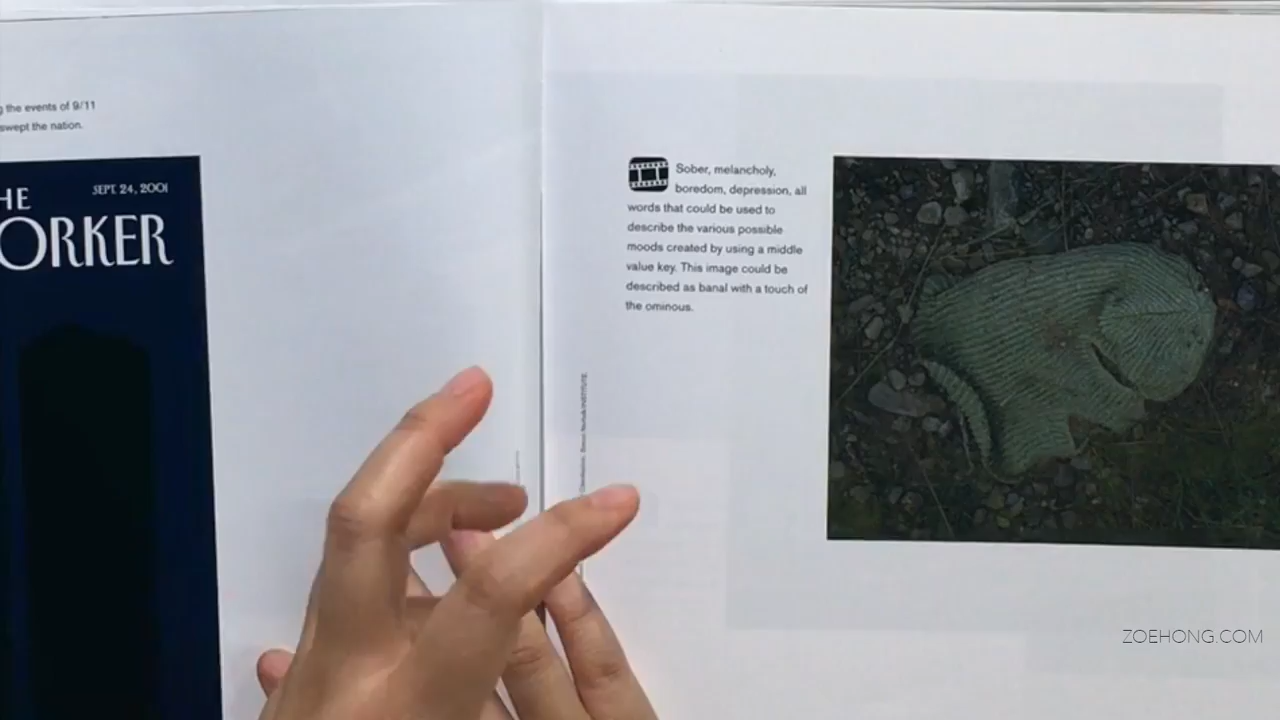 g the events of 9/11
swept the nation.
HE
SEPT. 24, 2001
ORKER
Sober, melancholy,
boredom, depression, all
words that could be used to
describe the various possible
moods created by using a middle
value key. This image could be
described as banal with a touch of
the ominous.
ZOEHONG.COM